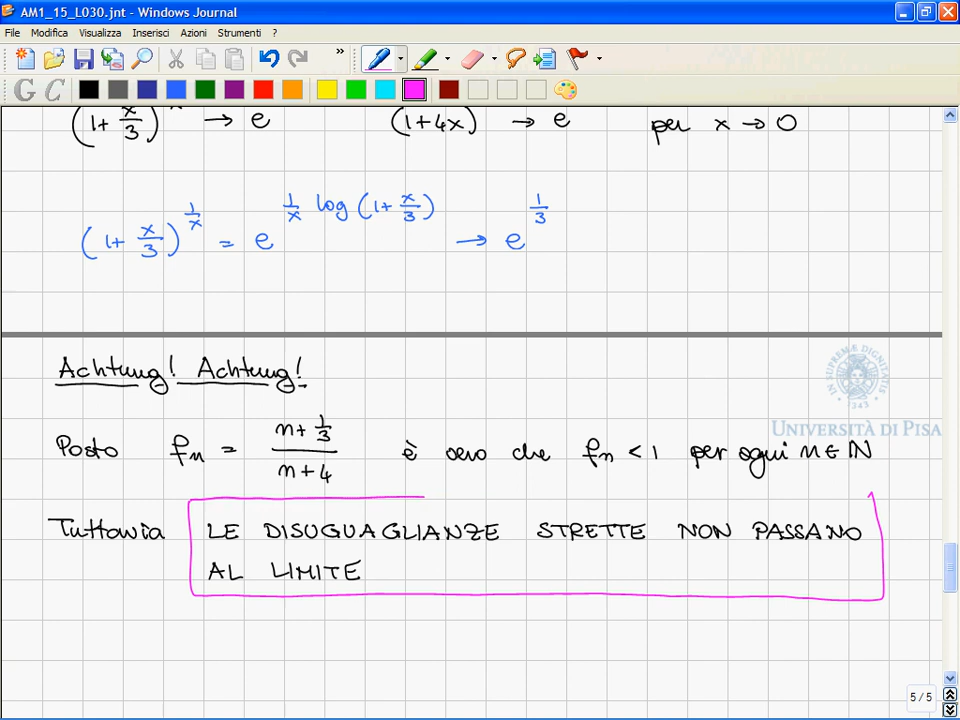 AM1_15_L030.jnt - Windows Journal
File Modifica Visualizza Inserisci Azioni Strumenti ?
G C
(1+ x/3) → e (1+4x) → e per x → 0
(1+ x/3)^(1/x) = e^(1/x log (1+ x/3)) → e^(1/3)
Achtung! Achtung!
UNIVERSITÀ DI PISA
Posto fn = (n+ 1/3)/(n+4) è vero che fn < 1 per ogni n ∈ N
Tuttavia LE DISUGUAGLIANZE STRETTE NON PASSANO
AL LIMITE
5 / 5